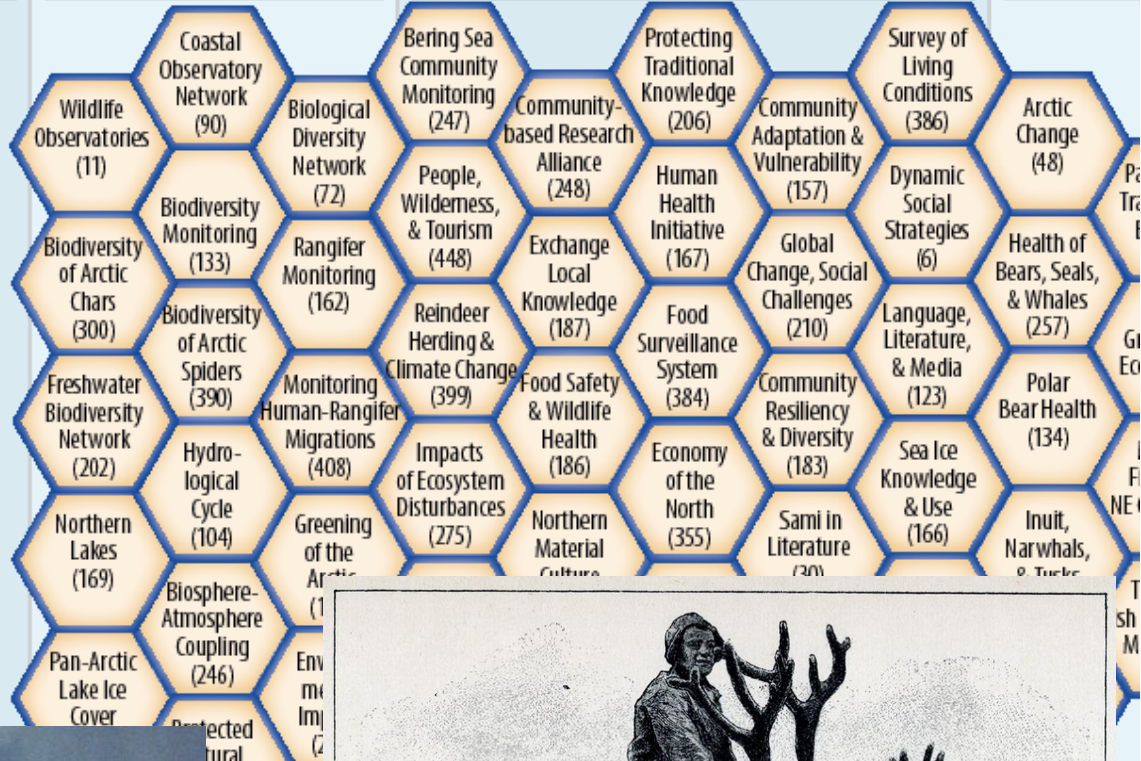 Wildlife
Observatories
(11)
Biodiversity
of Arctic
Chars
(300)
Freshwater
Biodiversity
Network
(202)
Northern
Lakes
(169)
Pan-Arctic
Lake Ice
Cover
Coastal
Observatory
Network
(90)
Biodiversity
Monitoring
(133)
Biodiversity
of Arctic
Spiders
(390)
Hydro-
logical
Cycle
(104)
Biosphere-
Atmosphere
Coupling
(246)
Biological
Diversity
Network
(72)
Rangifer
Monitoring
(162)
Monitoring
Human-Rangifer
Migrations
(408)
Greening
of the
Arctic
Bering Sea
Community
Monitoring
(247)
People,
Wilderness,
& Tourism
(448)
Reindeer
Herding &
Climate Change
(399)
Impacts
of Ecosystem
Disturbances
(275)
Community-
based Research
Alliance
(248)
Exchange
Local
Knowledge
(187)
Food Safety
& Wildlife
Health
(186)
Northern
Material
Culture
Protecting
Traditional
Knowledge
(206)
Human
Health
Initiative
(167)
Food
Surveillance
System
(384)
Economy
of the
North
(355)
Community
Adaptation &
Vulnerability
(157)
Global
Change, Social
Challenges
(210)
Community
Resiliency
& Diversity
(183)
Sami in
Literature
(30)
Survey of
Living
Conditions
(386)
Dynamic
Social
Strategies
(6)
Language,
Literature,
& Media
(123)
Sea Ice
Knowledge
& Use
(166)
Arctic
Change
(48)
Health of
Bears, Seals,
& Whales
(257)
Polar
Bear Health
(134)
Inuit,
Narwhals,
& Tusks